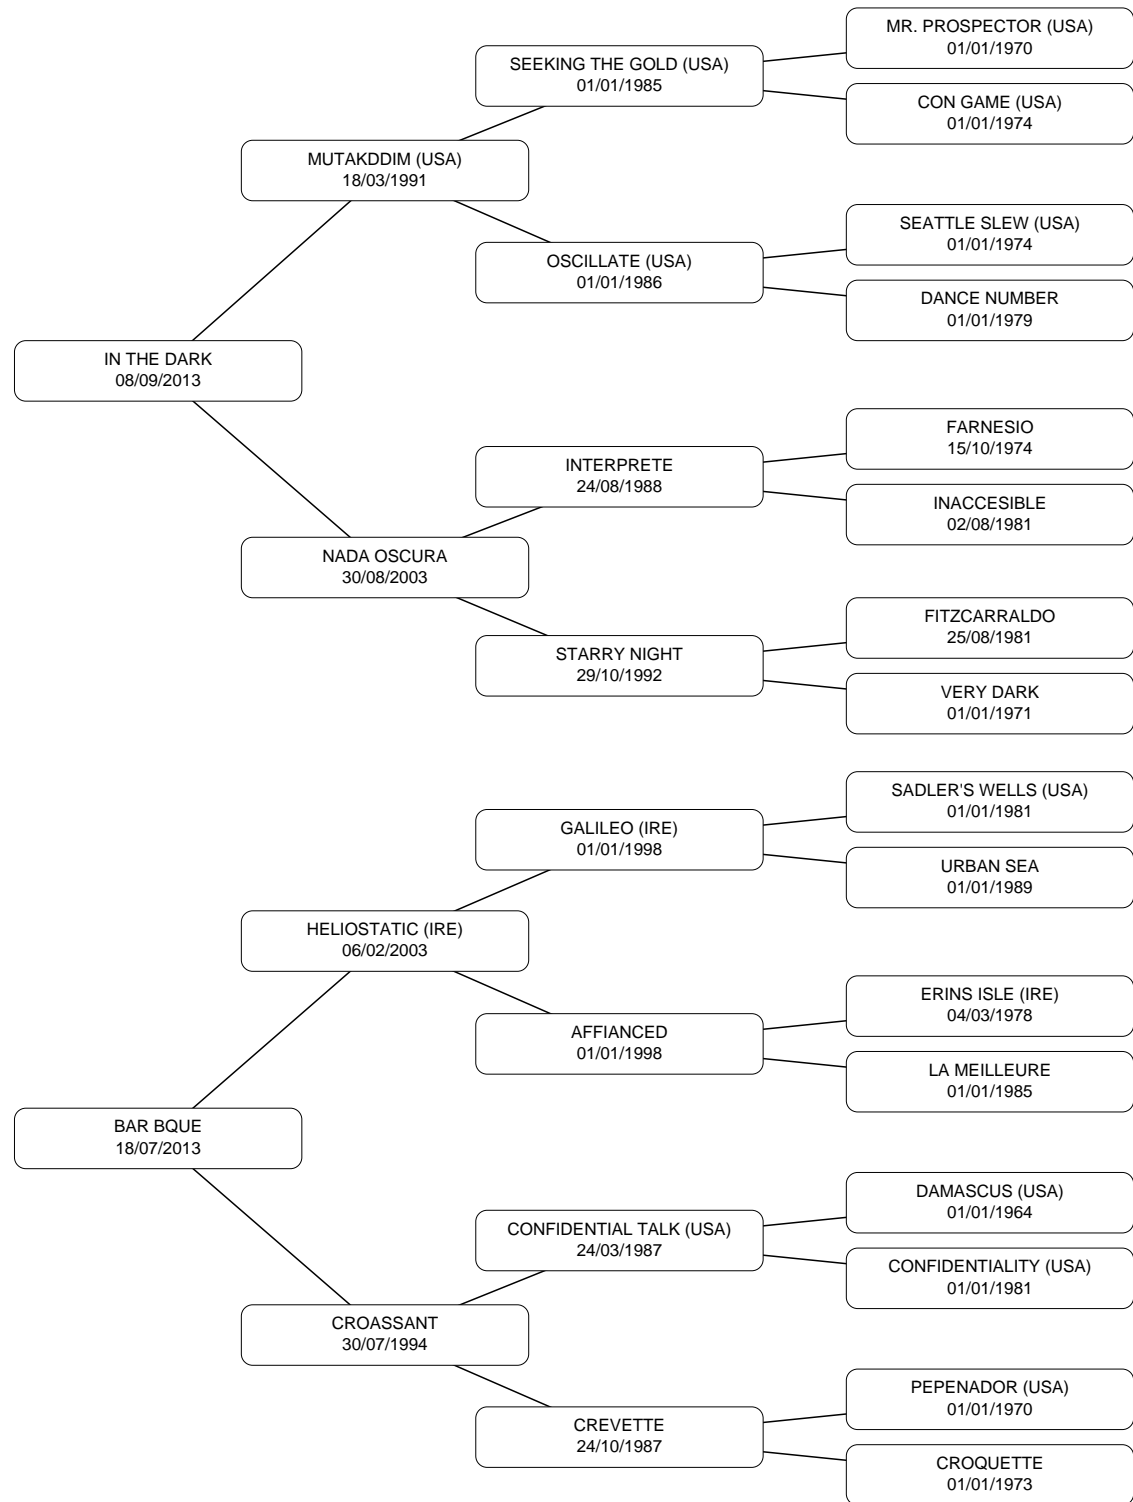 MR. PROSPECTOR (USA)
01/01/1970
SEEKING THE GOLD (USA)
01/01/1985
CON GAME (USA)
01/01/1974
MUTAKDDIM (USA)
18/03/1991
SEATTLE SLEW (USA)
01/01/1974
OSCILLATE (USA)
01/01/1986
DANCE NUMBER
01/01/1979
IN THE DARK
08/09/2013
FARNESIO
15/10/1974
INTERPRETE
24/08/1988
INACCESIBLE
02/08/1981
NADA OSCURA
30/08/2003
FITZCARRALDO
25/08/1981
STARRY NIGHT
29/10/1992
VERY DARK
01/01/1971
SADLER'S WELLS (USA)
01/01/1981
GALILEO (IRE)
01/01/1998
URBAN SEA
01/01/1989
HELIOSTATIC (IRE)
06/02/2003
ERINS ISLE (IRE)
04/03/1978
AFFIANCED
01/01/1998
LA MEILLEURE
01/01/1985
BAR BQUE
18/07/2013
DAMASCUS (USA)
01/01/1964
CONFIDENTIAL TALK (USA)
24/03/1987
CONFIDENTIALITY (USA)
01/01/1981
CROASSANT
30/07/1994
PEPENADOR (USA)
01/01/1970
CREVETTE
24/10/1987
CROQUETTE
01/01/1973